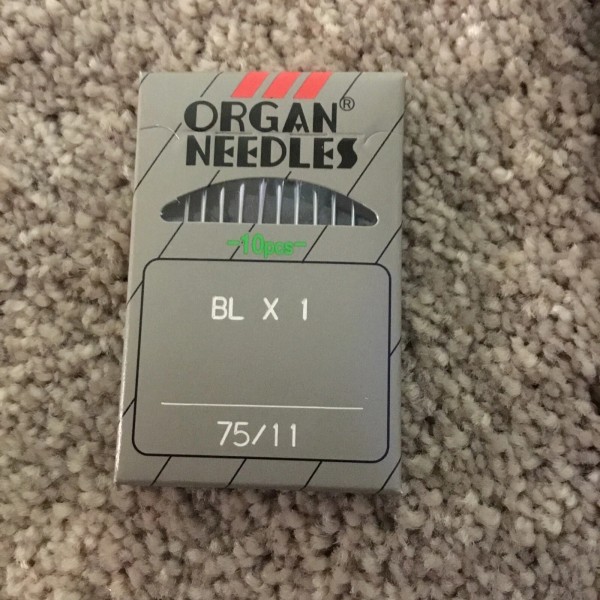 ORGAN®
NEEDLES
-10pcs-
BL X 1
75/11